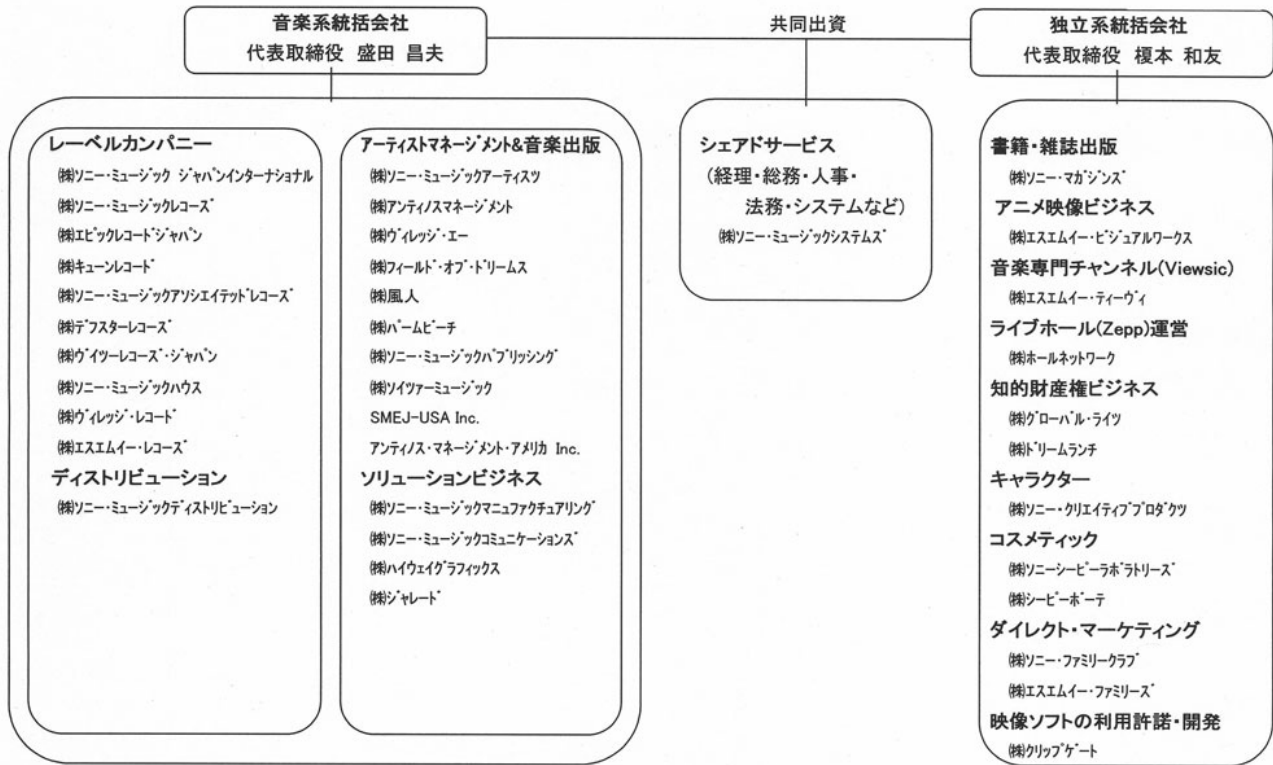 音楽系統括会社
代表取締役 盛田 昌夫
共同出資
独立系統括会社
代表取締役 榎本 和友
レーベルカンパニー
㈱ソニー・ミュージック ジャパンインターナショナル
㈱ソニー・ミュージックレコーズ
㈱エピックレコードジャパン
㈱キューンレコード
㈱ソニー・ミュージックアソシエイテッドレコーズ
㈱デフスターレコーズ
㈱ヴイツーレコーズ・ジャパン
㈱ソニー・ミュージックハウス
㈱ヴィレッジ・レコード
㈱エスエムイー・レコーズ
ディストリビューション
㈱ソニー・ミュージックディストリビューション
アーティストマネージメント&音楽出版
㈱ソニー・ミュージックアーティスツ
㈱アンティノスマネージメント
㈱ヴィレッジ・エー
㈱フィールド・オブ・ドリームス
㈱風人
㈱パームビーチ
㈱ソニー・ミュージックパブリッシング
㈱ソイツァーミュージック
SMEJ-USA Inc.
アンティノス・マネージメント・アメリカ Inc.
ソリューションビジネス
㈱ソニー・ミュージックマニュファクチュアリング
㈱ソニー・ミュージックコミュニケーションズ
㈱ハイウェイグラフィックス
㈱ジャレード
シェアドサービス
(経理・総務・人事・
法務・システムなど)
㈱ソニー・ミュージックシステムズ
書籍・雑誌出版
㈱ソニー・マガジンズ
アニメ映像ビジネス
㈱エスエムイー・ビジュアルワークス
音楽専門チャンネル(Viewsic)
㈱エスエムイー・ティーヴィ
ライブホール(Zepp)運営
㈱ホールネットワーク
知的財産権ビジネス
㈱グローバル・ライツ
㈱ドリームランチ
キャラクター
㈱ソニー・クリエイティブプロダクツ
コスメティック
㈱ソニーシーピーラボラトリーズ
㈱シーピーボーテ
ダイレクト・マーケティング
㈱ソニー・ファミリークラブ
㈱エスエムイー・ファミリーズ
映像ソフトの利用許諾・開発
㈱クリップゲート